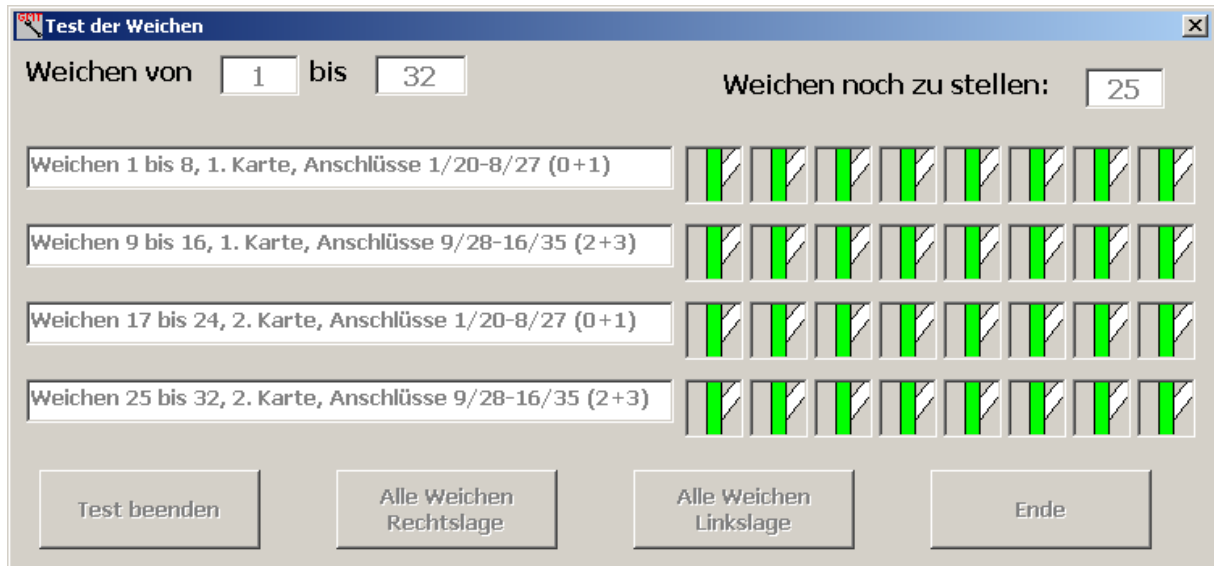 GMT
Test der Weichen
Weichen von 1 bis 32
Weichen noch zu stellen: 25
Weichen 1 bis 8, 1. Karte, Anschlüsse 1/20-8/27 (0+1)
Weichen 9 bis 16, 1. Karte, Anschlüsse 9/28-16/35 (2+3)
Weichen 17 bis 24, 2. Karte, Anschlüsse 1/20-8/27 (0+1)
Weichen 25 bis 32, 2. Karte, Anschlüsse 9/28-16/35 (2+3)
Test beenden
Alle Weichen
Rechtslage
Alle Weichen
Linkslage
Ende